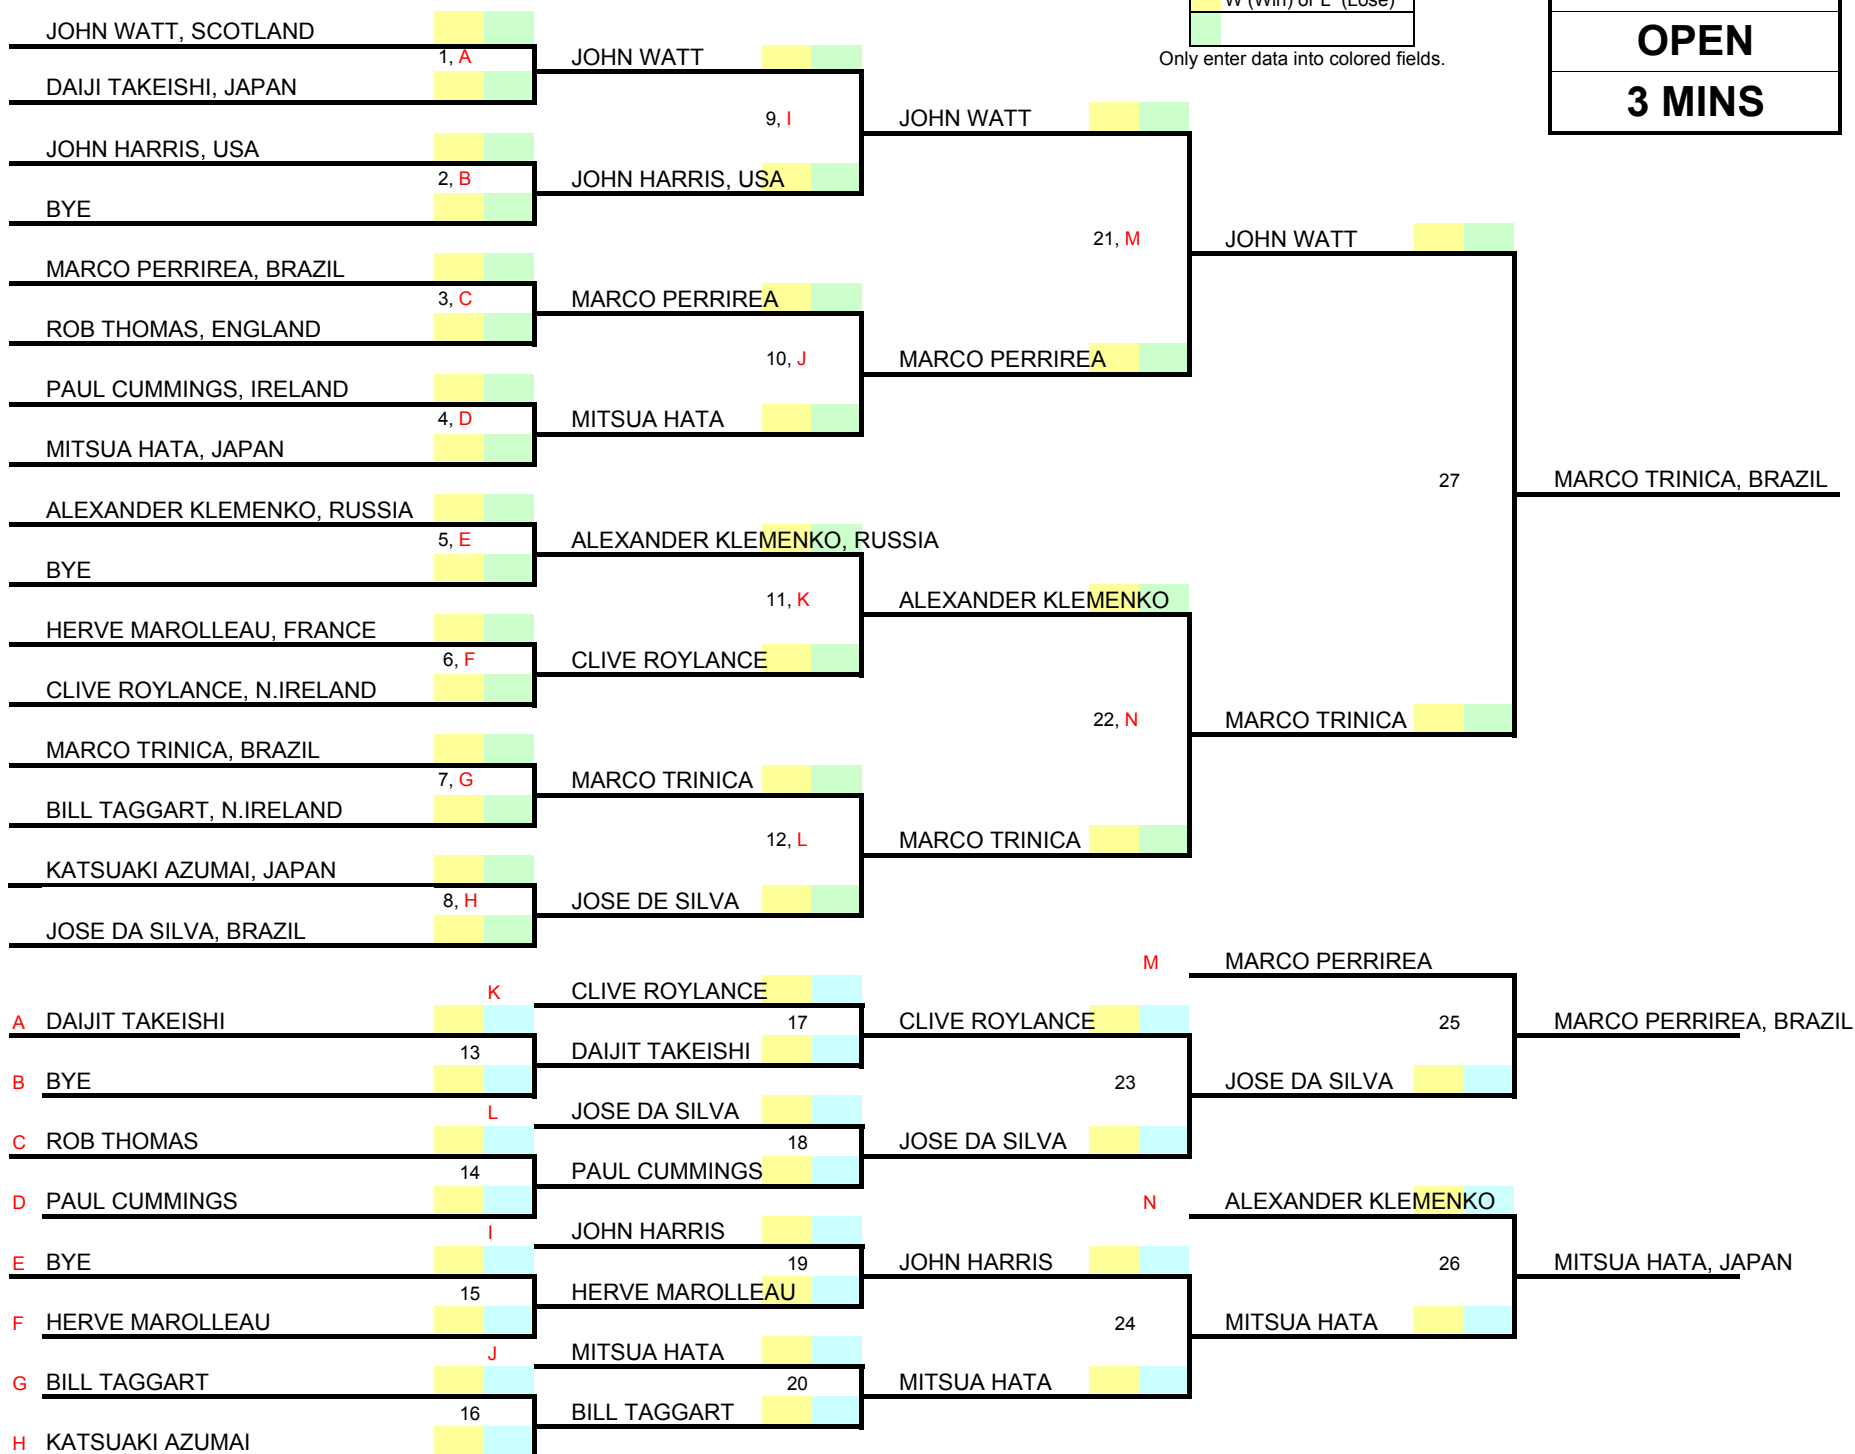 W (Win) or L (Lose)
Only enter data into colored fields.
OPEN
3 MINS
JOHN WATT, SCOTLAND
1, A
DAIJI TAKEISHI, JAPAN
JOHN HARRIS, USA
2, B
BYE
MARCO PERRIREA, BRAZIL
3, C
ROB THOMAS, ENGLAND
PAUL CUMMINGS, IRELAND
4, D
MITSUA HATA, JAPAN
ALEXANDER KLEMENKO, RUSSIA
5, E
BYE
HERVE MAROLLEAU, FRANCE
6, F
CLIVE ROYLANCE, N.IRELAND
MARCO TRINICA, BRAZIL
7, G
BILL TAGGART, N.IRELAND
KATSUAKI AZUMAI, JAPAN
8, H
JOSE DA SILVA, BRAZIL
JOHN WATT
9, I
JOHN HARRIS, USA
MARCO PERRIREA
10, J
MITSUA HATA
ALEXANDER KLEMENKO, RUSSIA
11, K
CLIVE ROYLANCE
MARCO TRINICA
12, L
JOSE DE SILVA
JOHN WATT
21, M
MARCO PERRIREA
ALEXANDER KLEMENKO
22, N
MARCO TRINICA
JOHN WATT
27
MARCO TRINICA
MARCO TRINICA, BRAZIL
A DAIJIT TAKEISHI
13
B BYE
C ROB THOMAS
14
D PAUL CUMMINGS
E BYE
15
F HERVE MAROLLEAU
G BILL TAGGART
16
H KATSUAKI AZUMAI
K CLIVE ROYLANCE
17
DAIJIT TAKEISHI
L JOSE DA SILVA
18
PAUL CUMMINGS
I JOHN HARRIS
19
HERVE MAROLLEAU
J MITSUA HATA
20
BILL TAGGART
CLIVE ROYLANCE
23
JOSE DA SILVA
JOHN HARRIS
24
MITSUA HATA
M MARCO PERRIREA
25
JOSE DA SILVA
N ALEXANDER KLEMENKO
26
MITSUA HATA
MARCO PERRIREA, BRAZIL
MITSUA HATA, JAPAN